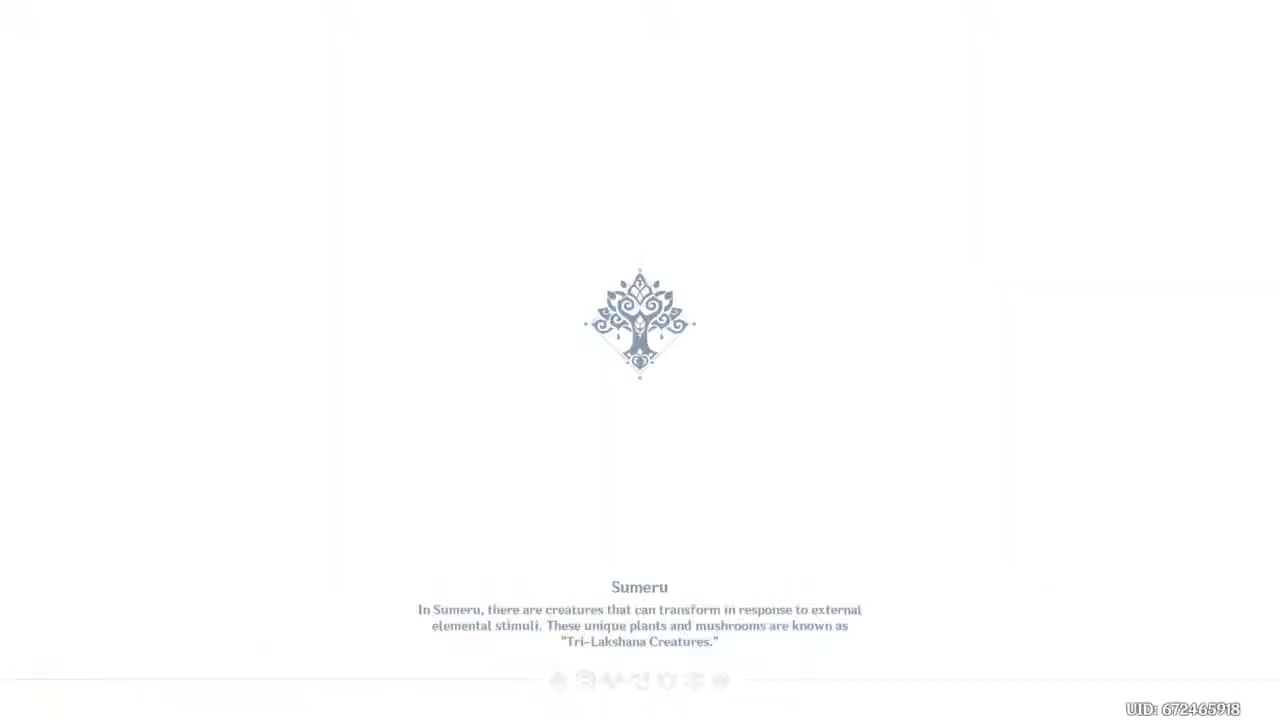 Sumeru
In Sumeru, there are creatures that can transform in response to external
elemental stimuli. These unique plants and mushrooms are known as
"Tri-Lakshana Creatures."
UID: 672465918